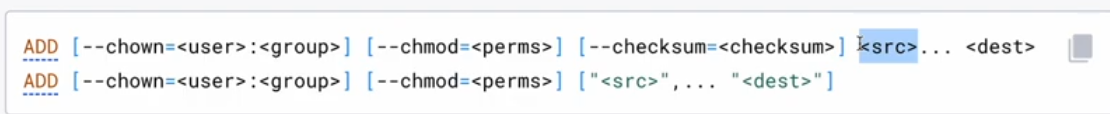 ADD [--chown=<user>:<group>] [--chmod=<perms>] [--checksum=<checksum>] <src>... <dest>
ADD [--chown=<user>:<group>] [--chmod=<perms>] ["<src>",... "<dest>"]